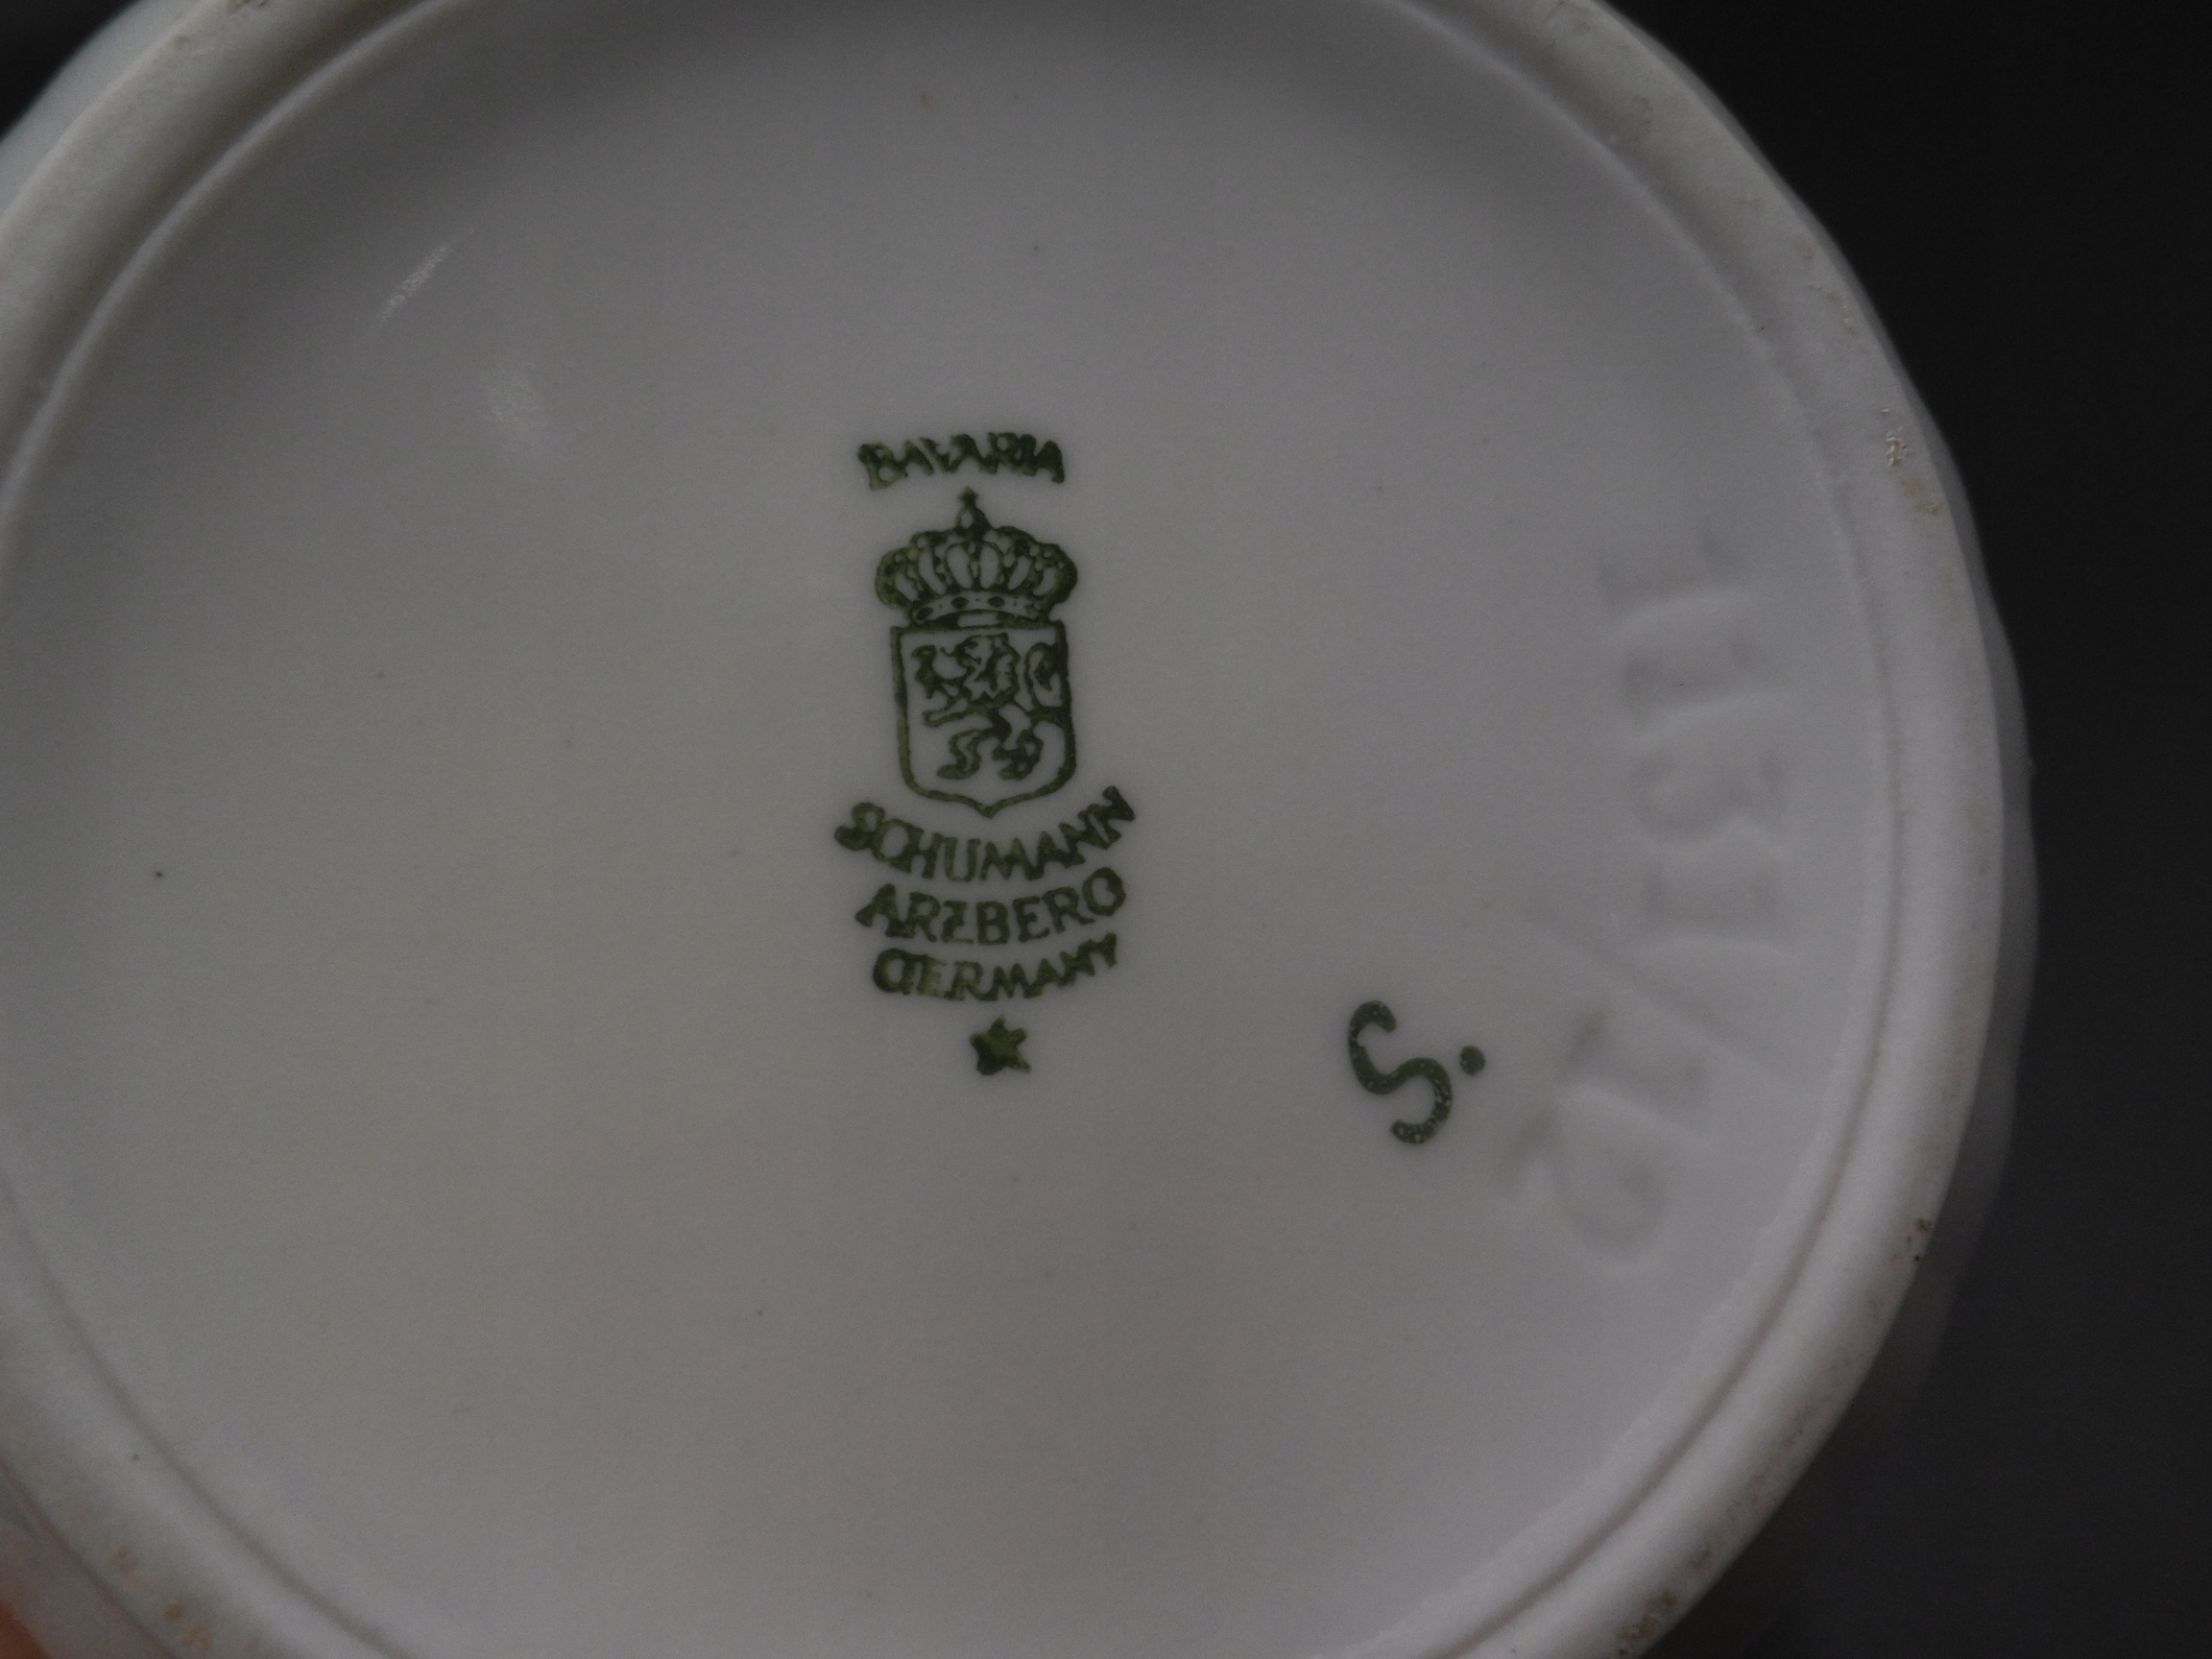 BAVARIA
SCHUMANN
ARZBERG
GERMANY
S.